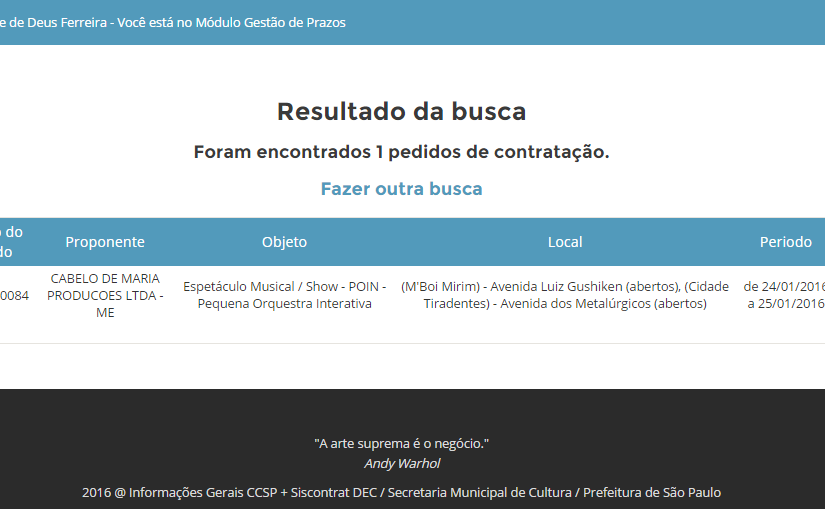 e de Deus Ferreira - Você está no Módulo Gestão de Prazos
Resultado da busca
Foram encontrados 1 pedidos de contratação.
Fazer outra busca
o do
do
Proponente
Objeto
Local
Periodo
0084
CABELO DE MARIA
PRODUCOES LTDA -
ME
Espetáculo Musical / Show - POIN -
Pequena Orquestra Interativa
(M'Boi Mirim) - Avenida Luiz Gushiken (abertos), (Cidade
Tiradentes) - Avenida dos Metalúrgicos (abertos)
de 24/01/2016
a 25/01/2016
"A arte suprema é o negócio."
Andy Warhol
2016 @ Informações Gerais CCSP + Siscontrat DEC / Secretaria Municipal de Cultura / Prefeitura de São Paulo